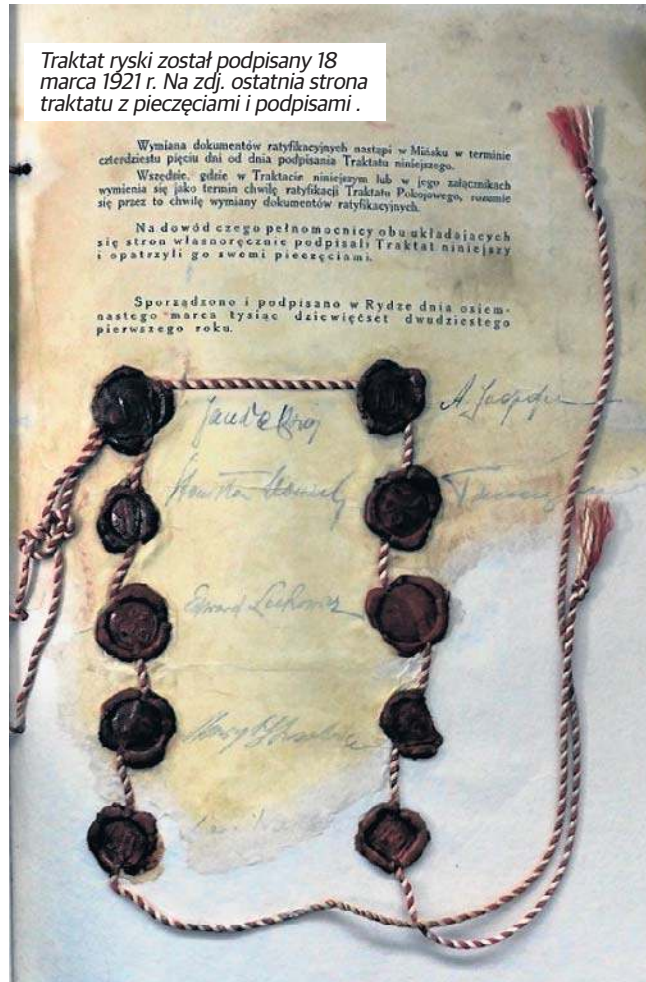 Traktat ryski został podpisany 18
marca 1921 r. Na zdj. ostatnia strona
traktatu z pieczęciami i podpisami .
Wymiana dokumentów ratyfikacyjnych nastąpi w Mińsku w terminie
czterdziestu pięciu dni od dnia podpisania Traktatu niniejszego.
Wszędzie, gdzie w Traktacie niniejszym lub w jego załącznikach
wymienia się jako termin chwilę ratyfikacji Traktatu Pokojowego, rozumie
się przez to chwilę wymiany dokumentów ratyfikacyjnych.
Na dowód czego pełnomocnicy obu układających
się stron własnoręcznie podpisali Traktat niniejszy
i opatrzyli go swemi pieczęciami.
Sporządzono i podpisano w Rydze dnia osiem-
nastego marca tysiąc dziewięćset dwudziestego
pierwszego roku.
Edward Lechowicz